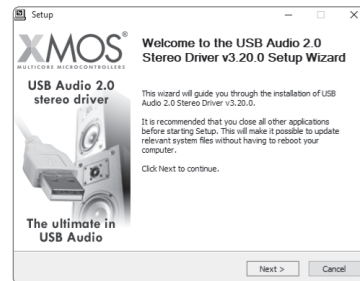 Setup
XMOS®
MULTICORE MICROCONTROLLERS
USB Audio 2.0
stereo driver
The ultimate in
USB Audio
Welcome to the USB Audio 2.0
Stereo Driver v3.20.0 Setup Wizard
This wizard will guide you through the installation of USB
Audio 2.0 Stereo Driver v3.20.0.
It is recommended that you close all other applications
before starting Setup. This will make it possible to update
relevant system files without having to reboot your
computer.
Click Next to continue.
Next >
Cancel